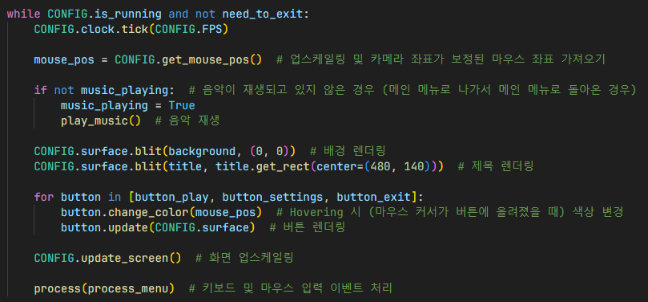 while CONFIG.is_running and not need_to_exit:
    CONFIG.clock.tick(CONFIG.FPS)

    mouse_pos = CONFIG.get_mouse_pos()  # 업스케일링 및 카메라 좌표가 보정된 마우스 좌표 가져오기

    if not music_playing:  # 음악이 재생되고 있지 않은 경우 (메인 메뉴로 나가서 메인 메뉴로 돌아온 경우)
        music_playing = True
        play_music()  # 음악 재생

    CONFIG.surface.blit(background, (0, 0))  # 배경 렌더링
    CONFIG.surface.blit(title, title.get_rect(center=(480, 140)))  # 제목 렌더링

    for button in [button_play, button_settings, button_exit]:
        button.change_color(mouse_pos)  # Hovering 시 (마우스 커서가 버튼에 올려졌을 때) 색상 변경
        button.update(CONFIG.surface)  # 버튼 렌더링

    CONFIG.update_screen()  # 화면 업스케일링

    process(process_menu)  # 키보드 및 마우스 입력 이벤트 처리